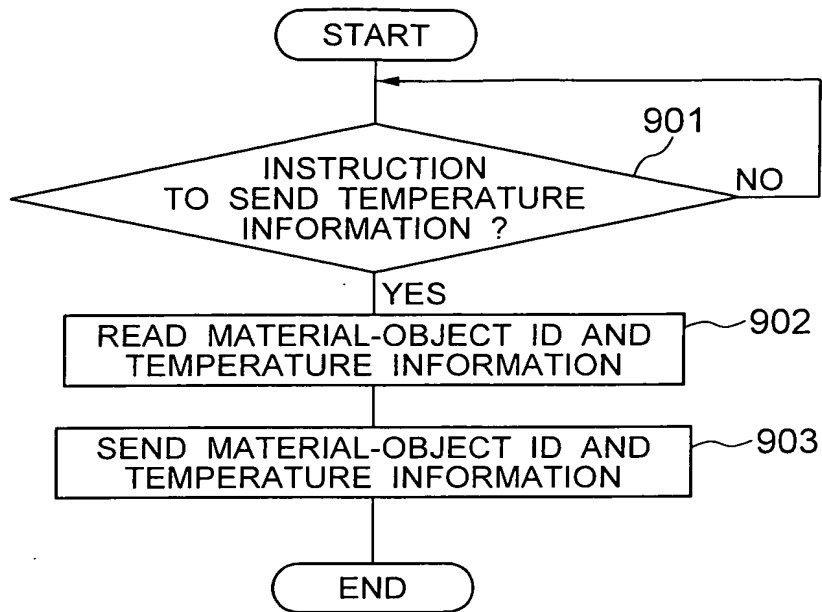 START
901
INSTRUCTION
TO SEND TEMPERATURE
INFORMATION ?
NO
YES
READ MATERIAL-OBJECT ID AND
TEMPERATURE INFORMATION
902
SEND MATERIAL-OBJECT ID AND
TEMPERATURE INFORMATION
903
END